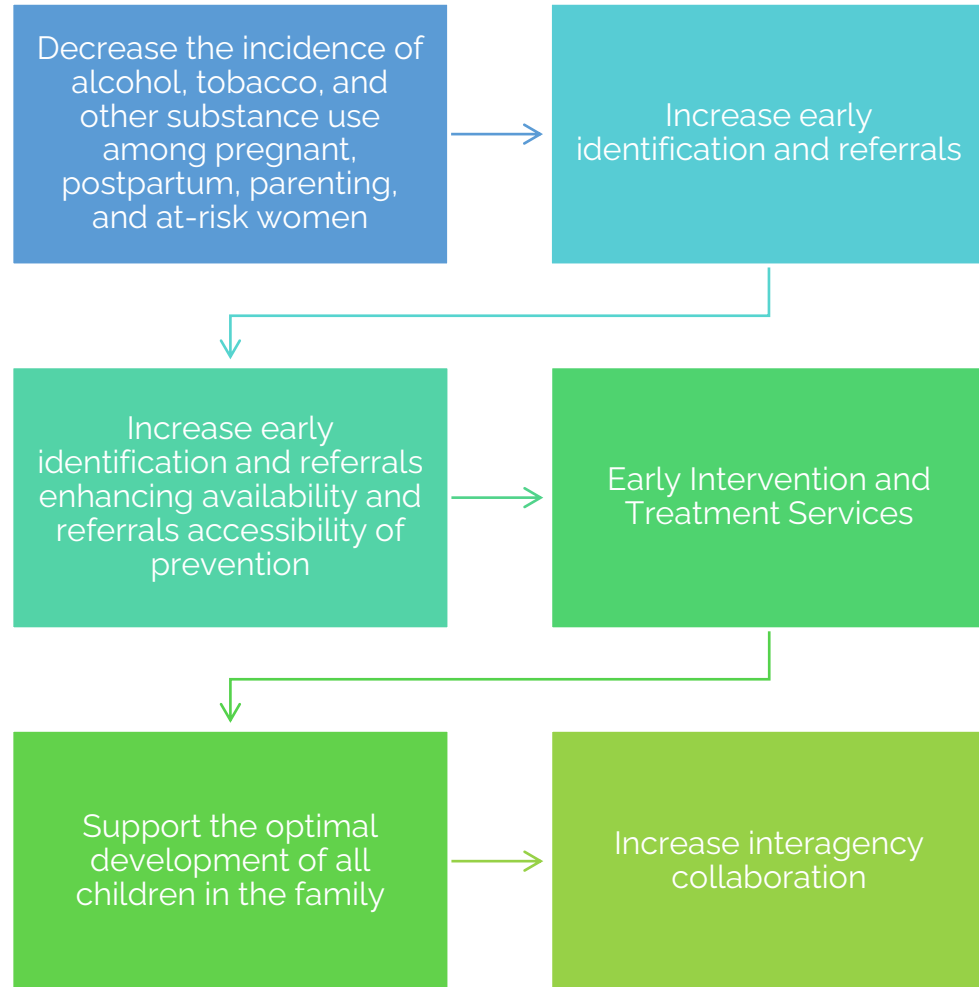 Decrease the incidence of
alcohol, tobacco, and
other substance use
among pregnant,
postpartum, parenting,
and at-risk women
Increase early
identification and referrals
Increase early
identification and referrals
enhancing availability and
referrals accessibility of
prevention
Early Intervention and
Treatment Services
Support the optimal
development of all
children in the family
Increase interagency
collaboration